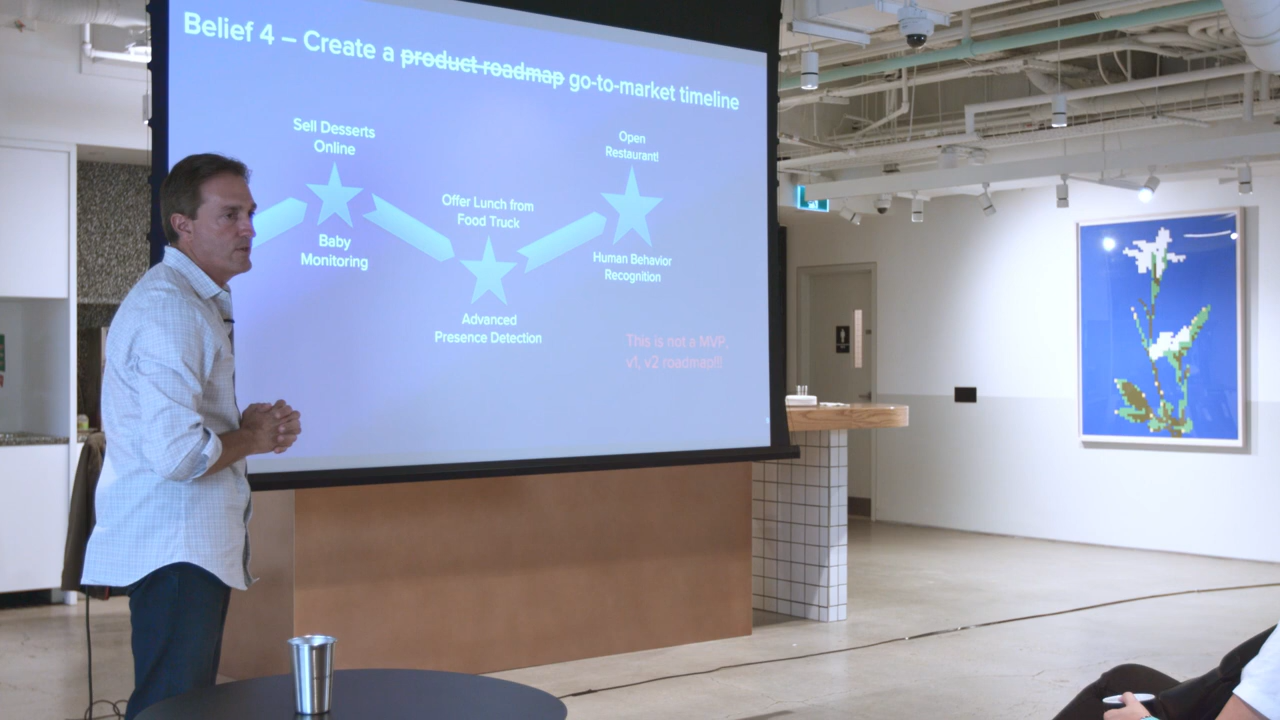 Belief 4 – Create a product roadmap go-to-market timeline
Sell Desserts
Online
Baby
Monitoring
Offer Lunch from
Food Truck
Advanced
Presence Detection
Open
Restaurant!
Human Behavior
Recognition
This is not a MVP,
v1, v2 roadmap!!!